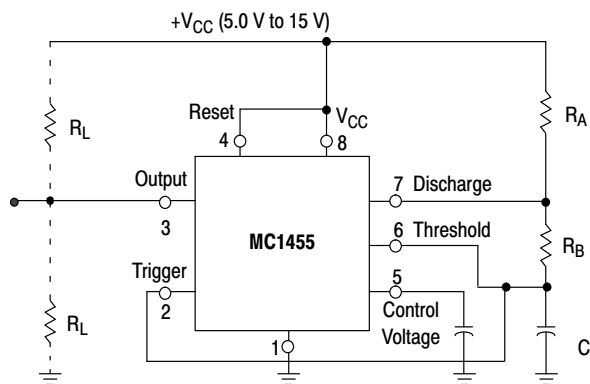 +VCC (5.0 V to 15 V)
Reset
VCC
4
8
RL
RA
Output
7 Discharge
3
6 Threshold
MC1455
RB
Trigger
5
2
Control
Voltage
RL
1
C